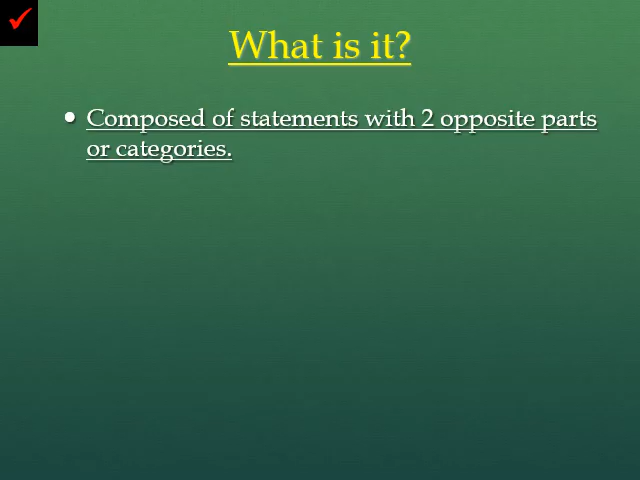 What is it?
Composed of statements with 2 opposite parts
or categories.